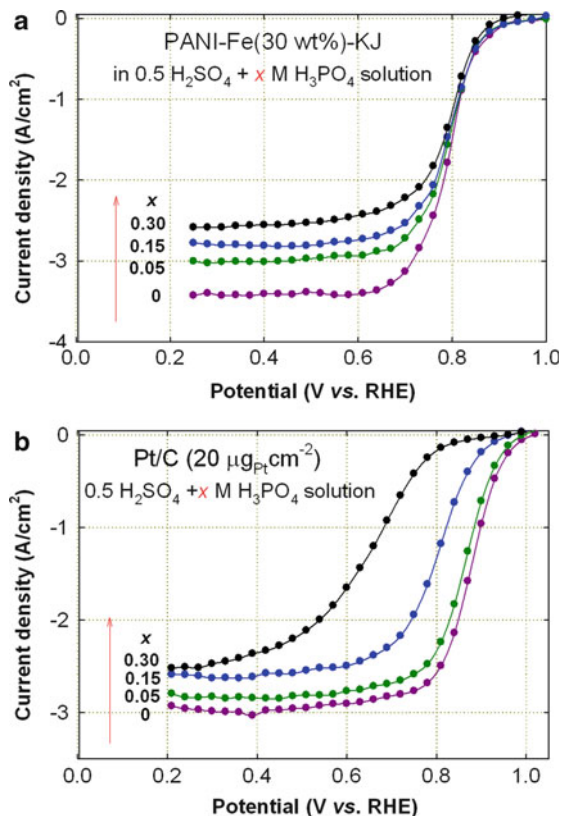 a
PANI-Fe(30 wt%)-KJ
in 0.5 H₂SO₄ + x M H₃PO₄ solution
Current density (A/cm²)
0
-1
-2
-3
-4
x
0.30
0.15
0.05
0
0.0 0.2 0.4 0.6 0.8 1.0
Potential (V vs. RHE)
b
Pt/C (20 µg_Pt cm⁻²)
0.5 H₂SO₄ +x M H₃PO₄ solution
Current density (A/cm²)
0
-1
-2
-3
x
0.30
0.15
0.05
0
0.0 0.2 0.4 0.6 0.8 1.0
Potential (V vs. RHE)